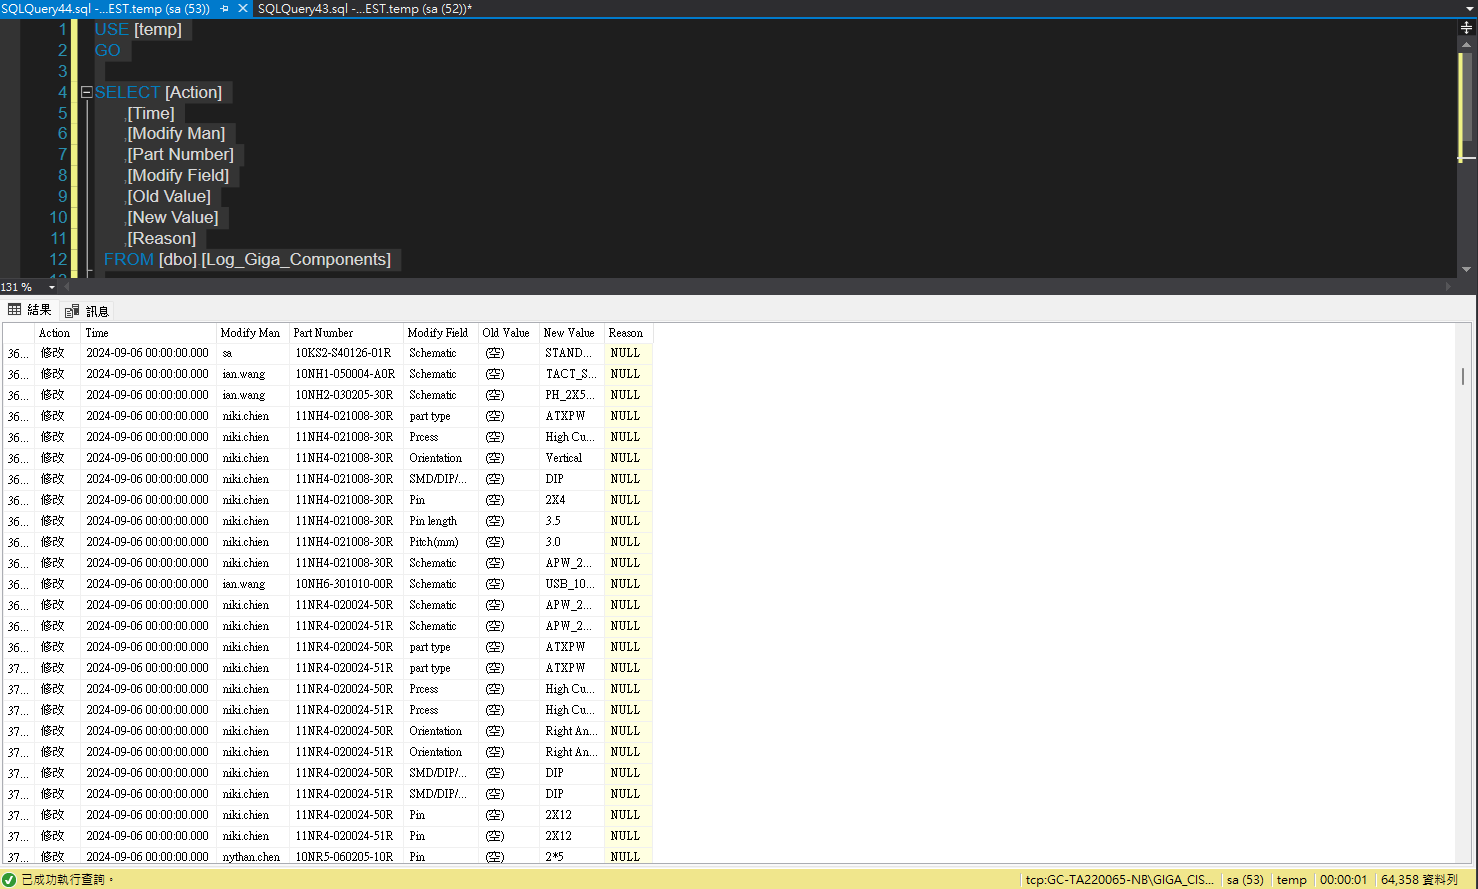 SQLQuery44.sql -...EST.temp (sa (53)) SQLQuery43.sql -...EST.temp (sa (52))*
1 USE [temp]
2 GO
3
4 SELECT [Action]
5 ,[Time]
6 ,[Modify Man]
7 ,[Part Number]
8 ,[Modify Field]
9 ,[Old Value]
10 ,[New Value]
11 ,[Reason]
12 FROM [dbo].[Log_Giga_Components]
131 %
結果 訊息
Action Time Modify Man Part Number Modify Field Old Value New Value Reason
36... 修改 2024-09-06 00:00:00.000 sa 10KS2-S40126-01R Schematic (空) STAND... NULL
36... 修改 2024-09-06 00:00:00.000 ian.wang 10NH1-050004-A0R Schematic (空) TACT_S... NULL
36... 修改 2024-09-06 00:00:00.000 ian.wang 10NH2-030205-30R Schematic (空) PH_2X5... NULL
36... 修改 2024-09-06 00:00:00.000 niki.chien 11NH4-021008-30R part type (空) ATXPW NULL
36... 修改 2024-09-06 00:00:00.000 niki.chien 11NH4-021008-30R Prcess (空) High Cu... NULL
36... 修改 2024-09-06 00:00:00.000 niki.chien 11NH4-021008-30R Orientation (空) Vertical NULL
36... 修改 2024-09-06 00:00:00.000 niki.chien 11NH4-021008-30R SMD/DIP/... (空) DIP NULL
36... 修改 2024-09-06 00:00:00.000 niki.chien 11NH4-021008-30R Pin (空) 2X4 NULL
36... 修改 2024-09-06 00:00:00.000 niki.chien 11NH4-021008-30R Pin length (空) 3.5 NULL
36... 修改 2024-09-06 00:00:00.000 niki.chien 11NH4-021008-30R Pitch(mm) (空) 3.0 NULL
36... 修改 2024-09-06 00:00:00.000 niki.chien 11NH4-021008-30R Schematic (空) APW_2... NULL
36... 修改 2024-09-06 00:00:00.000 ian.wang 10NH6-301010-00R Schematic (空) USB_10... NULL
36... 修改 2024-09-06 00:00:00.000 niki.chien 11NR4-020024-50R Schematic (空) APW_2... NULL
36... 修改 2024-09-06 00:00:00.000 niki.chien 11NR4-020024-51R Schematic (空) APW_2... NULL
36... 修改 2024-09-06 00:00:00.000 niki.chien 11NR4-020024-50R part type (空) ATXPW NULL
37... 修改 2024-09-06 00:00:00.000 niki.chien 11NR4-020024-51R part type (空) ATXPW NULL
37... 修改 2024-09-06 00:00:00.000 niki.chien 11NR4-020024-50R Prcess (空) High Cu... NULL
37... 修改 2024-09-06 00:00:00.000 niki.chien 11NR4-020024-51R Prcess (空) High Cu... NULL
37... 修改 2024-09-06 00:00:00.000 niki.chien 11NR4-020024-50R Orientation (空) Right An... NULL
37... 修改 2024-09-06 00:00:00.000 niki.chien 11NR4-020024-51R Orientation (空) Right An... NULL
37... 修改 2024-09-06 00:00:00.000 niki.chien 11NR4-020024-50R SMD/DIP/... (空) DIP NULL
37... 修改 2024-09-06 00:00:00.000 niki.chien 11NR4-020024-51R SMD/DIP/... (空) DIP NULL
37... 修改 2024-09-06 00:00:00.000 niki.chien 11NR4-020024-50R Pin (空) 2X12 NULL
37... 修改 2024-09-06 00:00:00.000 niki.chien 11NR4-020024-51R Pin (空) 2X12 NULL
37... 修改 2024-09-06 00:00:00.000 nythan.chen 10NR5-060205-10R Pin (空) 2*5 NULL
已成功執行查詢。 tcp:GC-TA220065-NB\GIGA_CIS... sa (53) temp 00:00:01 64,358 資料列